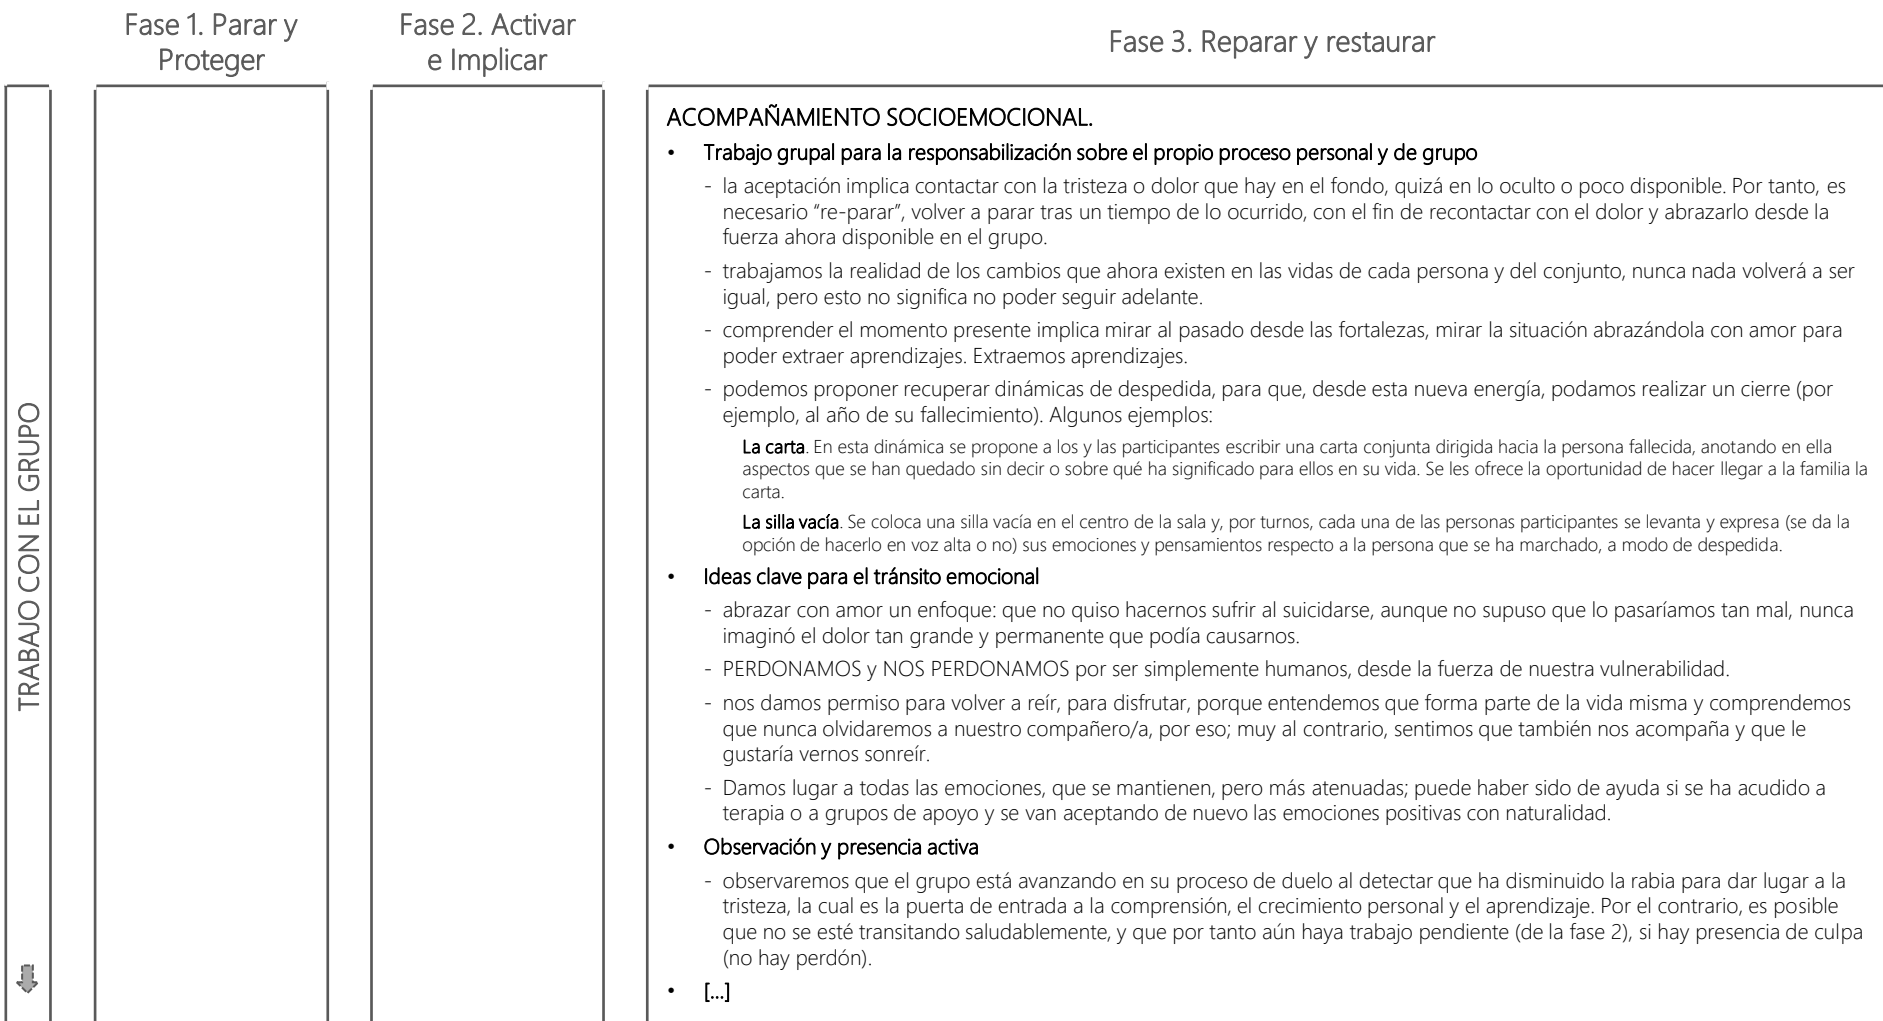 Fase 1. Parar y
Proteger
Fase 2. Activar
e Implicar
Fase 3. Reparar y restaurar
TRABAJO CON EL GRUPO
ACOMPAÑAMIENTO SOCIOEMOCIONAL.
• Trabajo grupal para la responsabilización sobre el propio proceso personal y de grupo
- la aceptación implica contactar con la tristeza o dolor que hay en el fondo, quizá en lo oculto o poco disponible. Por tanto, es
necesario “re-parar”, volver a parar tras un tiempo de lo ocurrido, con el fin de recontactar con el dolor y abrazarlo desde la
fuerza ahora disponible en el grupo.
- trabajamos la realidad de los cambios que ahora existen en las vidas de cada persona y del conjunto, nunca nada volverá a ser
igual, pero esto no significa no poder seguir adelante.
- comprender el momento presente implica mirar al pasado desde las fortalezas, mirar la situación abrazándola con amor para
poder extraer aprendizajes. Extraemos aprendizajes.
- podemos proponer recuperar dinámicas de despedida, para que, desde esta nueva energía, podamos realizar un cierre (por
ejemplo, al año de su fallecimiento). Algunos ejemplos:
La carta. En esta dinámica se propone a los y las participantes escribir una carta conjunta dirigida hacia la persona fallecida, anotando en ella
aspectos que se han quedado sin decir o sobre qué ha significado para ellos en su vida. Se les ofrece la oportunidad de hacer llegar a la familia la
carta.
La silla vacía. Se coloca una silla vacía en el centro de la sala y, por turnos, cada una de las personas participantes se levanta y expresa (se da la
opción de hacerlo en voz alta o no) sus emociones y pensamientos respecto a la persona que se ha marchado, a modo de despedida.
• Ideas clave para el tránsito emocional
- abrazar con amor un enfoque: que no quiso hacernos sufrir al suicidarse, aunque no supuso que lo pasaríamos tan mal, nunca
imaginó el dolor tan grande y permanente que podía causarnos.
- PERDONAMOS y NOS PERDONAMOS por ser simplemente humanos, desde la fuerza de nuestra vulnerabilidad.
- nos damos permiso para volver a reír, para disfrutar, porque entendemos que forma parte de la vida misma y comprendemos
que nunca olvidaremos a nuestro compañero/a, por eso; muy al contrario, sentimos que también nos acompaña y que le
gustaría vernos sonreír.
- Damos lugar a todas las emociones, que se mantienen, pero más atenuadas; puede haber sido de ayuda si se ha acudido a
terapia o a grupos de apoyo y se van aceptando de nuevo las emociones positivas con naturalidad.
• Observación y presencia activa
- observaremos que el grupo está avanzando en su proceso de duelo al detectar que ha disminuido la rabia para dar lugar a la
tristeza, la cual es la puerta de entrada a la comprensión, el crecimiento personal y el aprendizaje. Por el contrario, es posible
que no se esté transitando saludablemente, y que por tanto aún haya trabajo pendiente (de la fase 2), si hay presencia de culpa
(no hay perdón).
• [...]